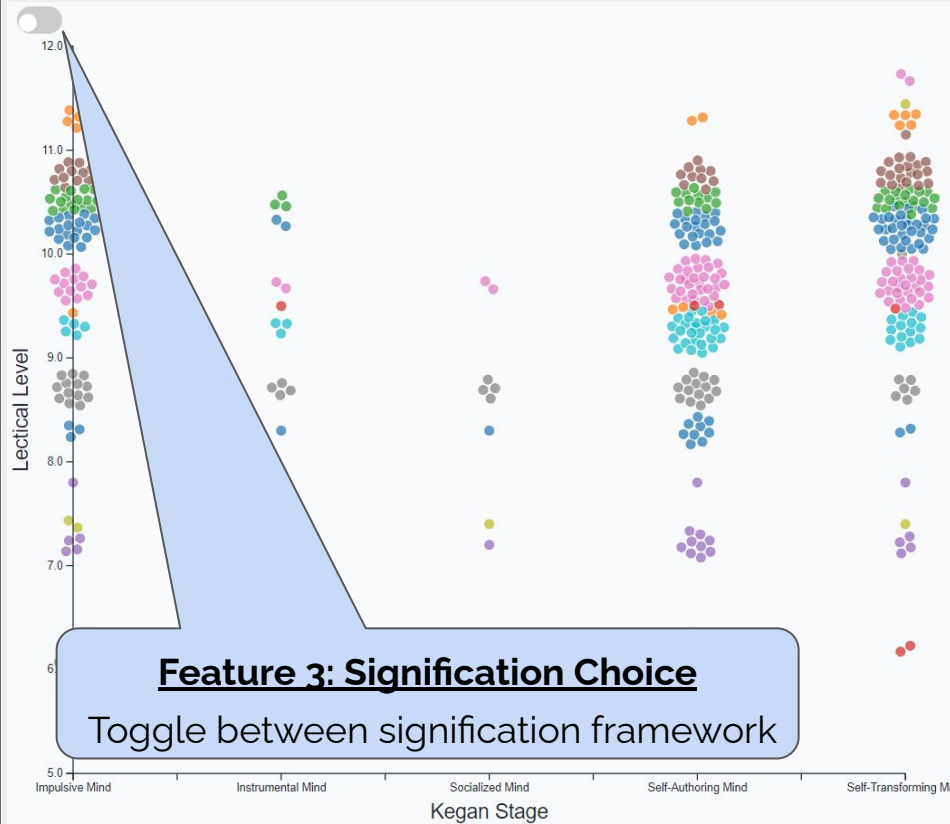 12.0
11.0
10.0
9.0
8.0
7.0
6.
5.0
Lectical Level
Feature 3: Signification Choice
Toggle between signification framework
Impulsive Mind
Instrumental Mind
Socialized Mind
Self-Authoring Mind
Self-Transforming Mi
Kegan Stage